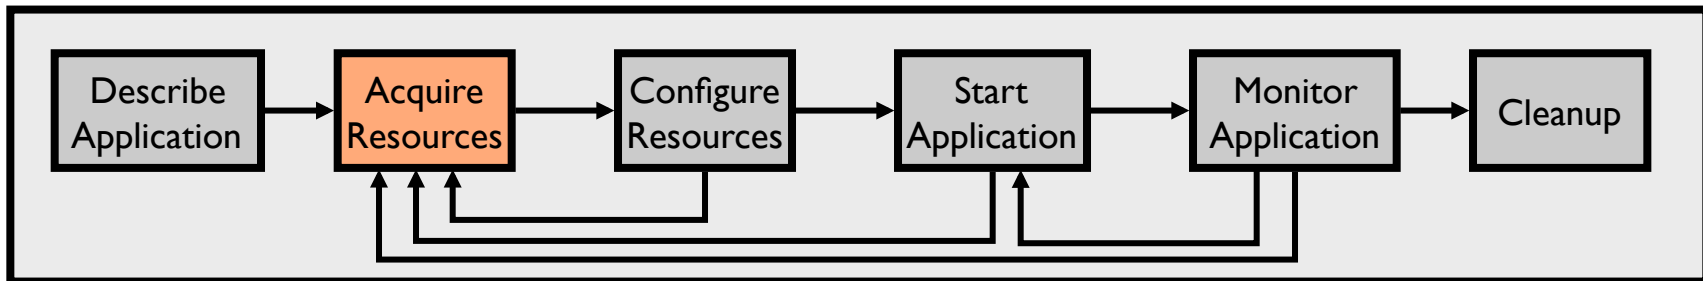 Describe
Application
Acquire
Resources
Configure
Resources
Start
Application
Monitor
Application
Cleanup